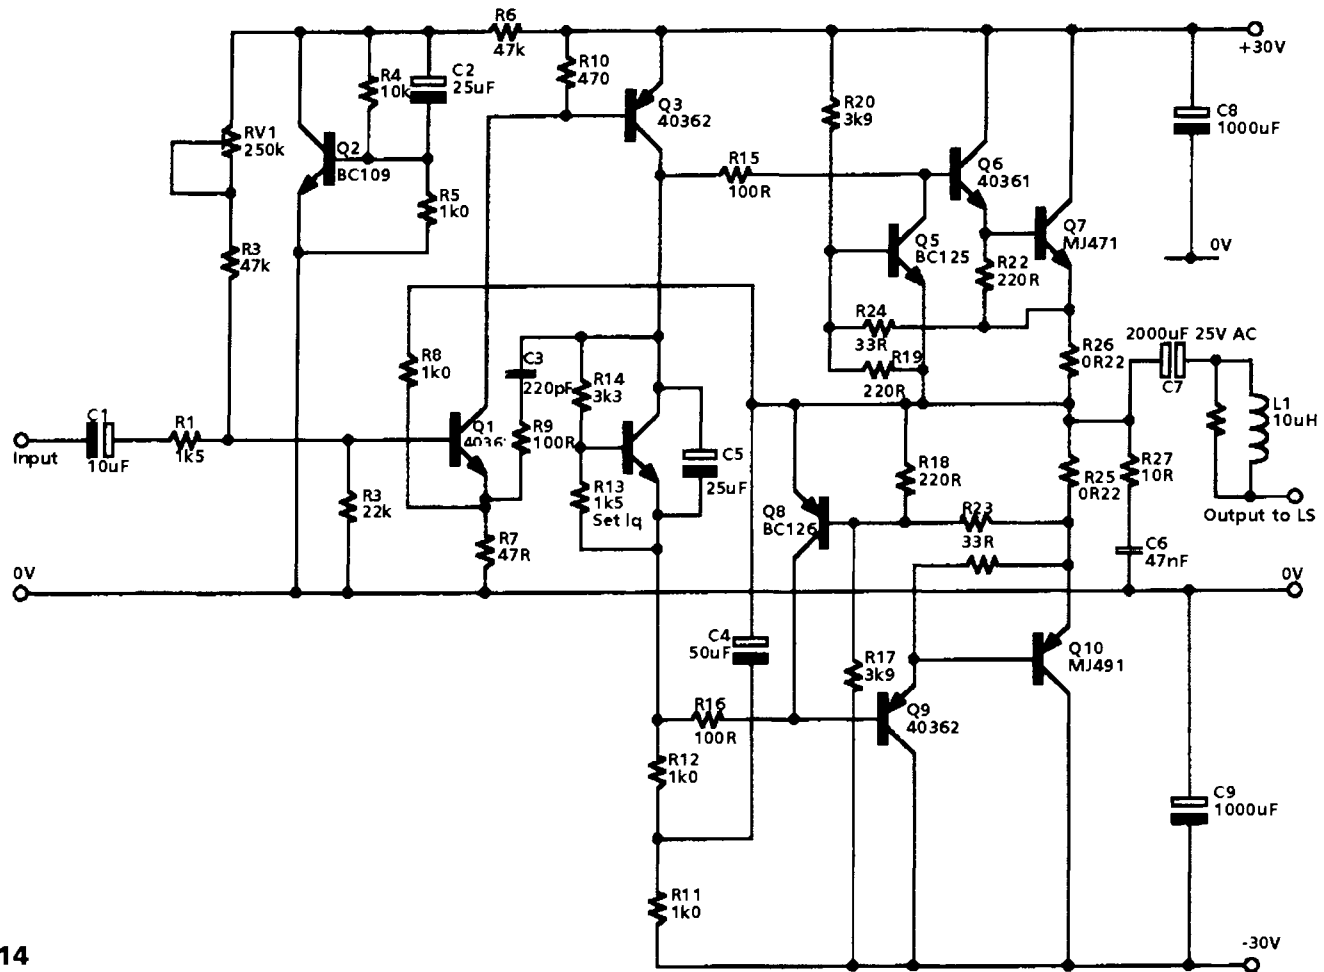 R6
47k
+30V
R10
470
R4
10k
C2
25uF
Q3
40362
R20
3k9
C8
1000uF
RV1
250k
Q2
BC109
R15
100R
Q6
40361
R5
1k0
Q7
MJ471
0V
R3
47k
Q5
BC125
R22
220R
R24
33R
2000uF 25V AC
C7
R8
1k0
C3
220pF
R14
3k3
R19
220R
R26
0R22
C1
10uF
Input
R1
1k5
Q1
R9
100R
L1
10uH
C5
25uF
R18
220R
R25
0R22
R27
10R
R3
22k
R13
1k5
Set Iq
Q8
BC126
R23
33R
Output to LS
R7
47R
C6
47nF
0V
0V
C4
50uF
R17
3k9
Q10
MJ491
R16
100R
Q9
40362
R12
1k0
C9
1000uF
R11
1k0
-30V
14